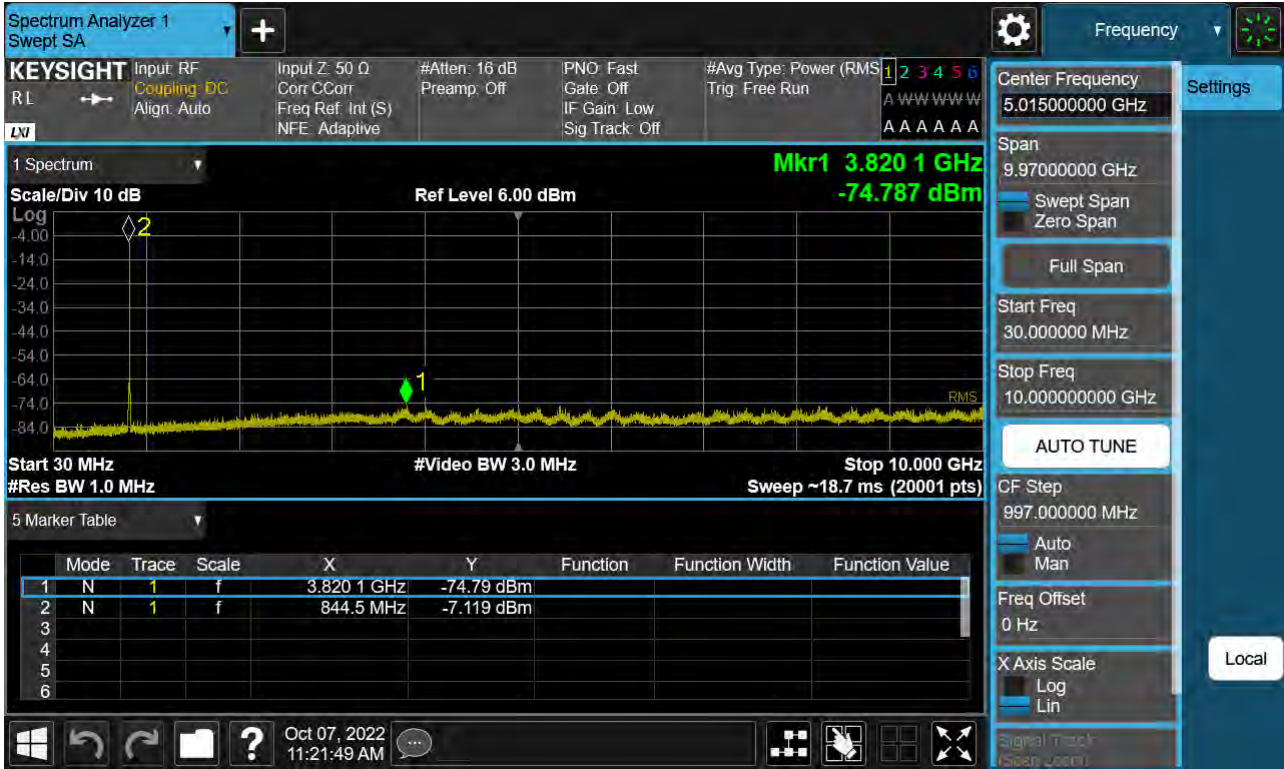 Spectrum Analyzer 1
Swept SA
+
Frequency
KEYSIGHT
RL
LXI
Input: RF
Coupling: DC
Align: Auto
Input Z: 50 Ω
Corr CCorr
Freq Ref: Int (S)
NFE: Adaptive
#Atten: 16 dB
Preamp: Off
PNO: Fast
Gate: Off
IF Gain: Low
Sig Track: Off
#Avg Type: Power (RMS
Trig: Free Run
1 2 3 4 5 6
A W W W W W
A A A A A A
1 Spectrum
Mkr1 3.820 1 GHz
Scale/Div 10 dB
Ref Level 6.00 dBm
-74.787 dBm
Log
-4.00
-14.0
-24.0
-34.0
-44.0
-54.0
-64.0
-74.0
-84.0
2
1
RMS
Start 30 MHz
#Video BW 3.0 MHz
Stop 10.000 GHz
#Res BW 1.0 MHz
Sweep ~18.7 ms (20001 pts)
5 Marker Table
Mode Trace Scale X Y Function Function Width Function Value
1 N 1 f 3.820 1 GHz -74.79 dBm
2 N 1 f 844.5 MHz -7.119 dBm
3
4
5
6
?
Oct 07, 2022
11:21:49 AM
Center Frequency
5.015000000 GHz
Settings
Span
9.97000000 GHz
Swept Span
Zero Span
Full Span
Start Freq
30.000000 MHz
Stop Freq
10.000000000 GHz
AUTO TUNE
CF Step
997.000000 MHz
Auto
Man
Freq Offset
0 Hz
X Axis Scale
Log
Lin
Local
Signal Track
(Span Zoom)